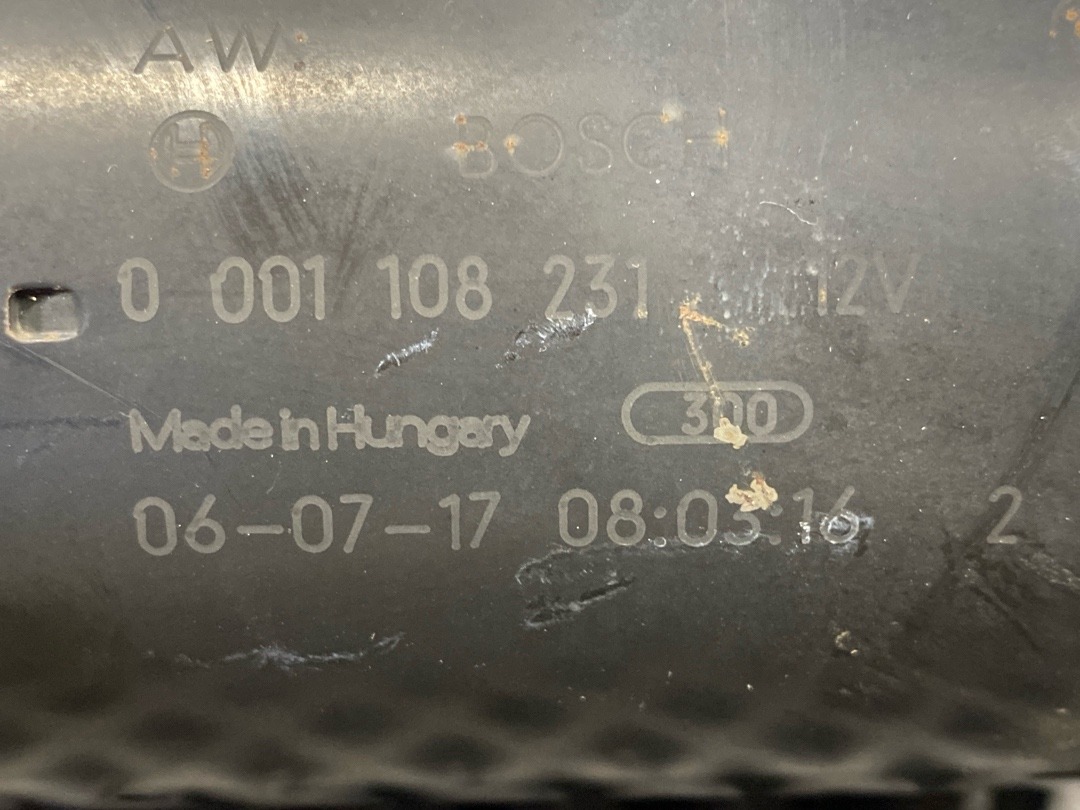 AW
BOSCH
0 001 108 231 12V
Made in Hungary 300
06-07-17 08:03:16 2